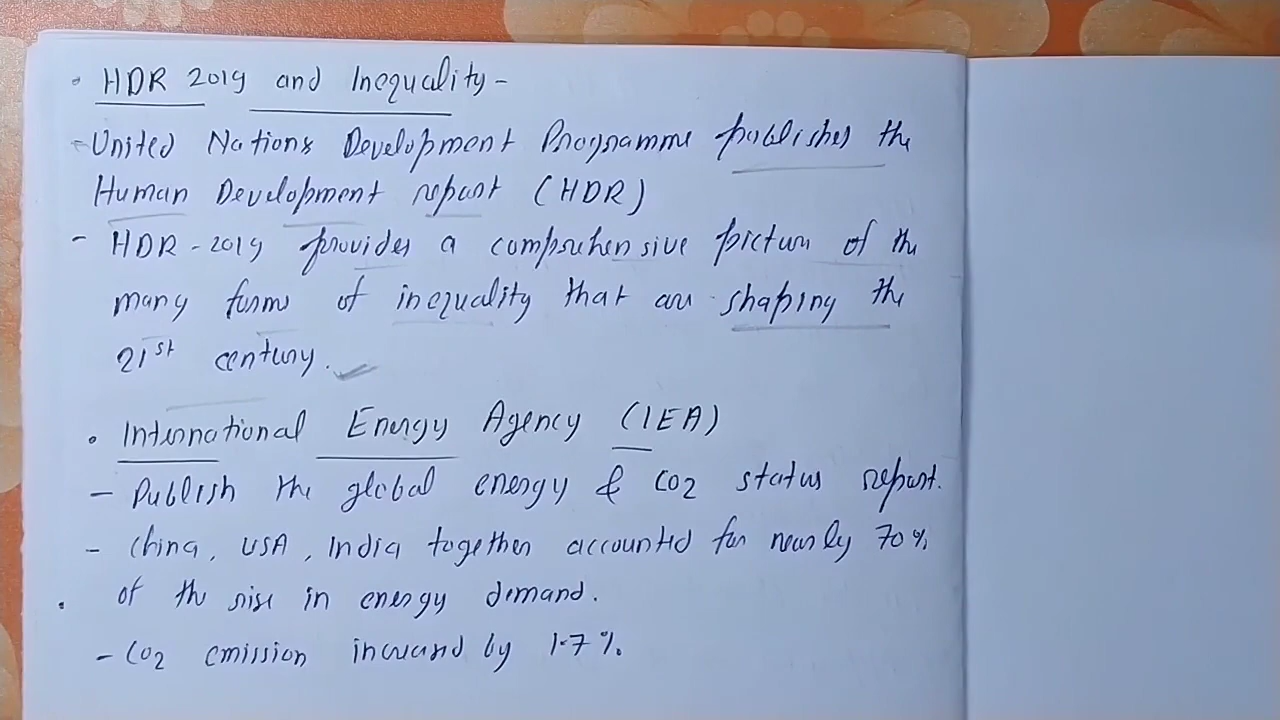 • HDR 2019 and Inequality -
- United Nations Development Programme publishes the
Human Development report (HDR)
- HDR - 2019 provides a comprehensive picture of the
many forms of inequality that are shaping the
21st century.
• International Energy Agency (IEA)
- Publish the global energy & CO2 status report.
- China, USA, India together accounted for nearly 70%
of the rise in energy demand.
- CO2 emission increased by 1.7%.